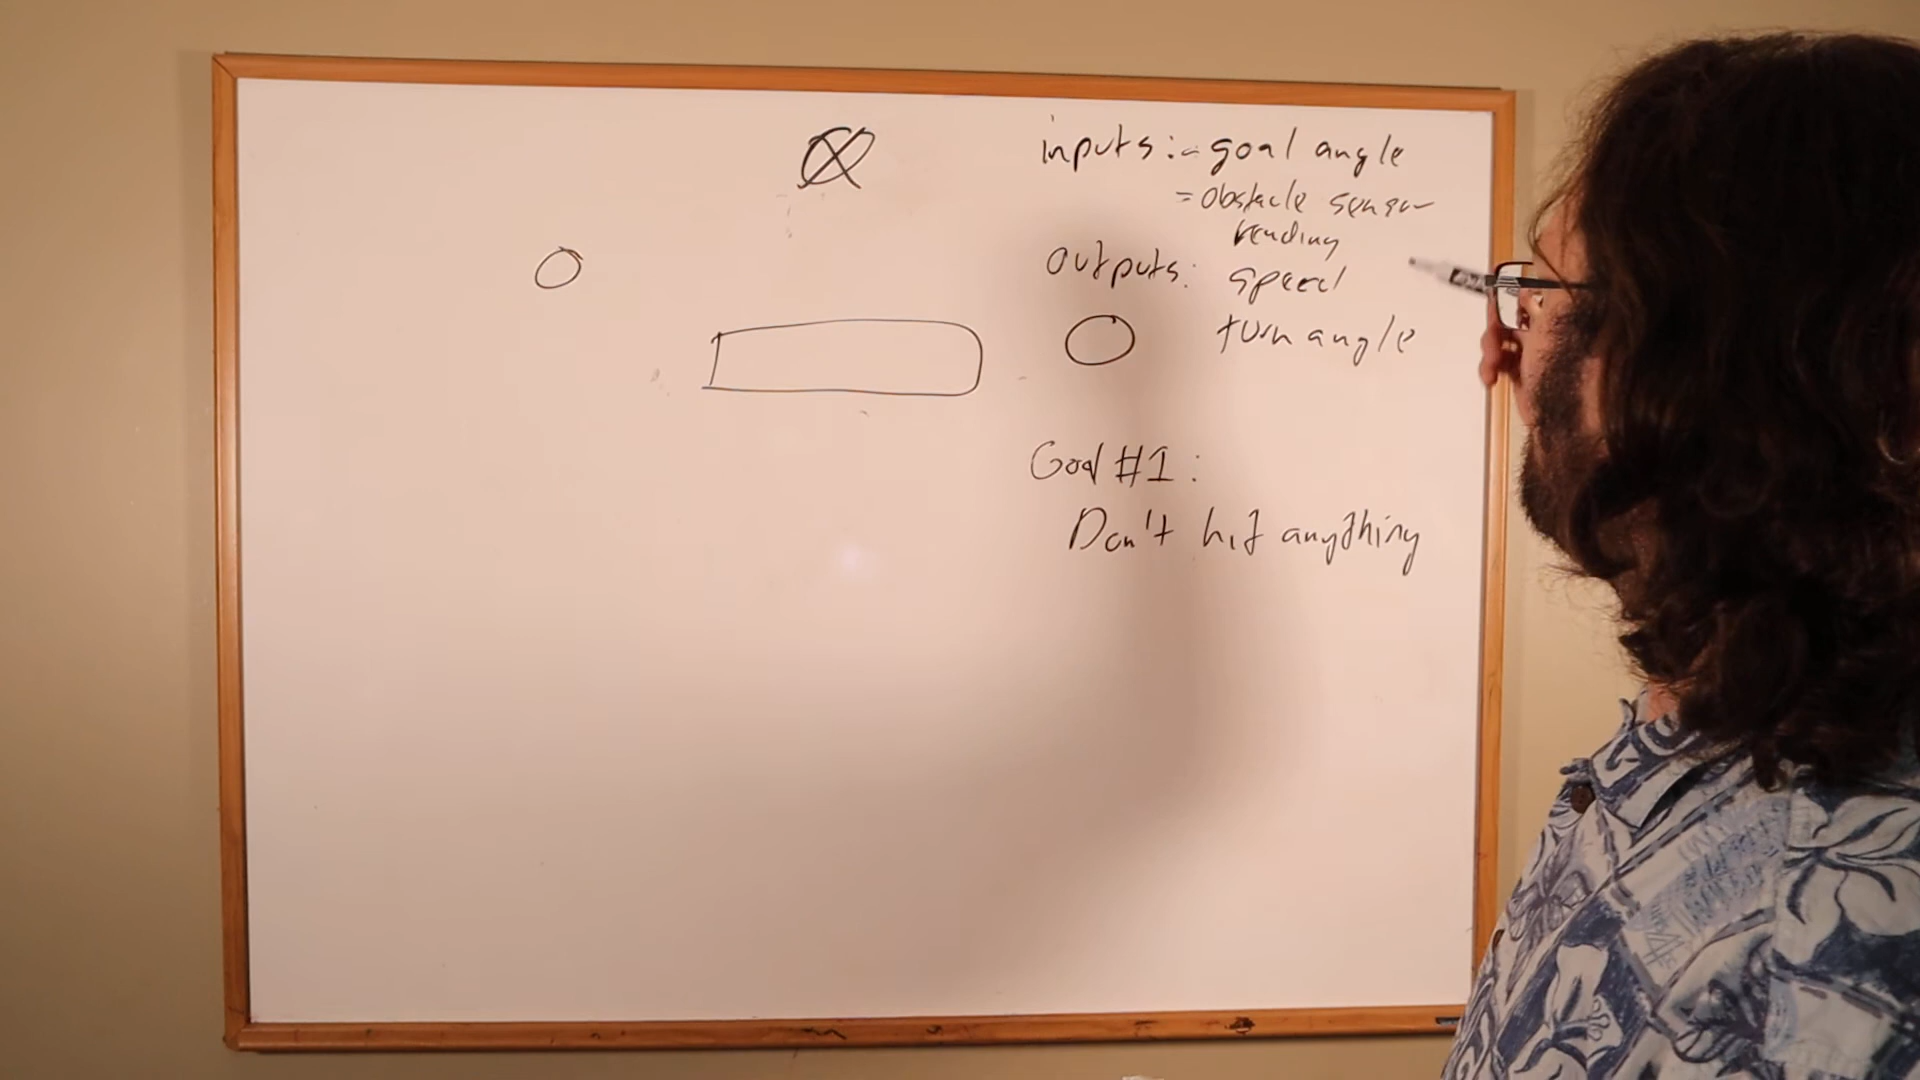 inputs: - goal angle
= obstacle sensor
reading
outputs: speed
turn angle
Goal #1:
Don't hit anything